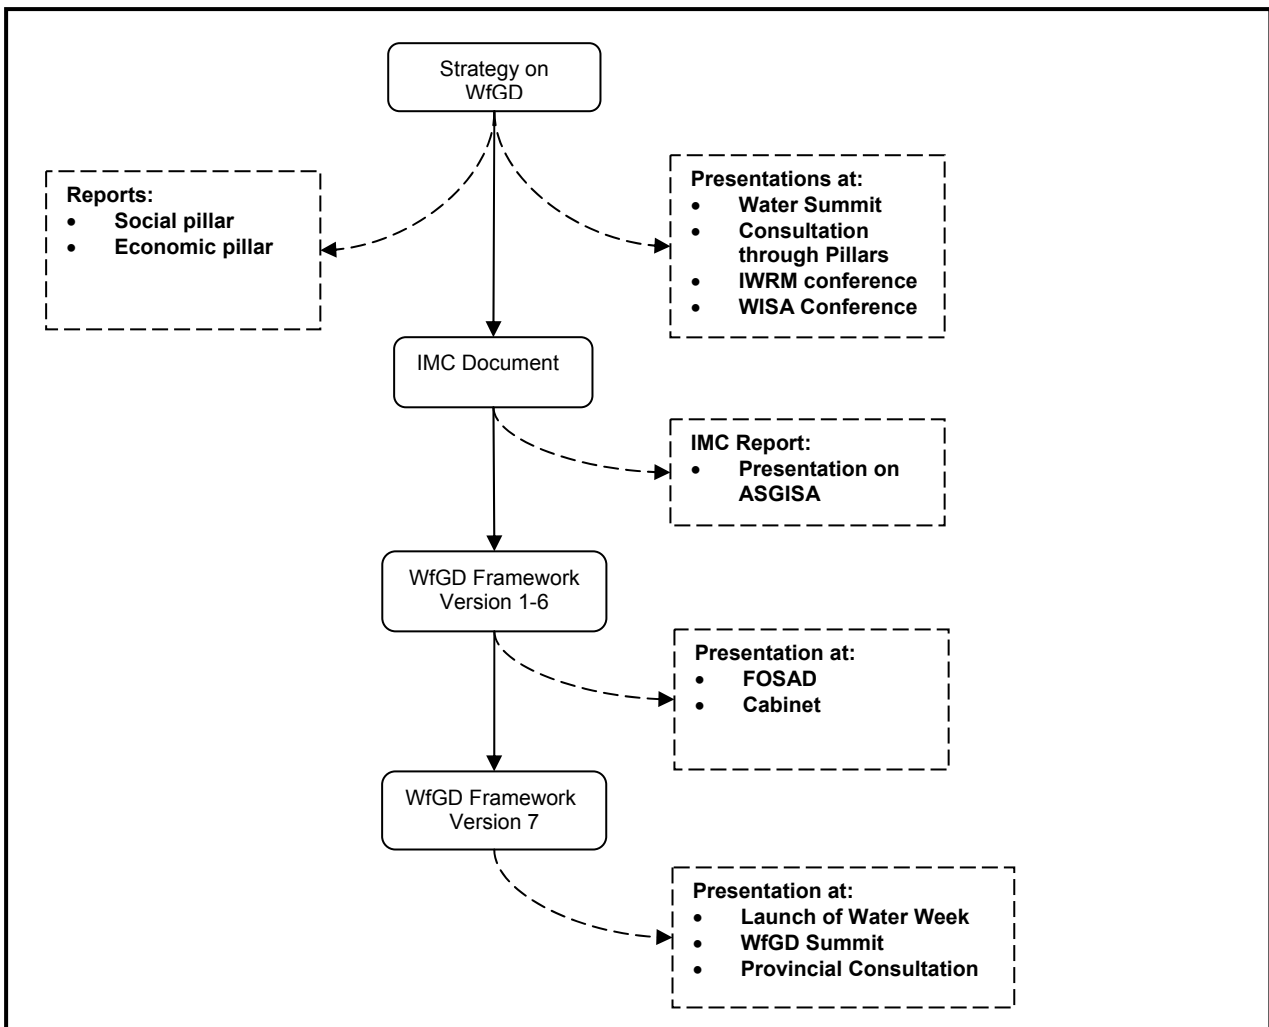 Strategy on
WfGD
Reports:
• Social pillar
• Economic pillar
Presentations at:
• Water Summit
• Consultation
through Pillars
• IWRM conference
• WISA Conference
IMC Document
IMC Report:
• Presentation on
ASGISA
WfGD Framework
Version 1-6
Presentation at:
• FOSAD
• Cabinet
WfGD Framework
Version 7
Presentation at:
• Launch of Water Week
• WfGD Summit
• Provincial Consultation